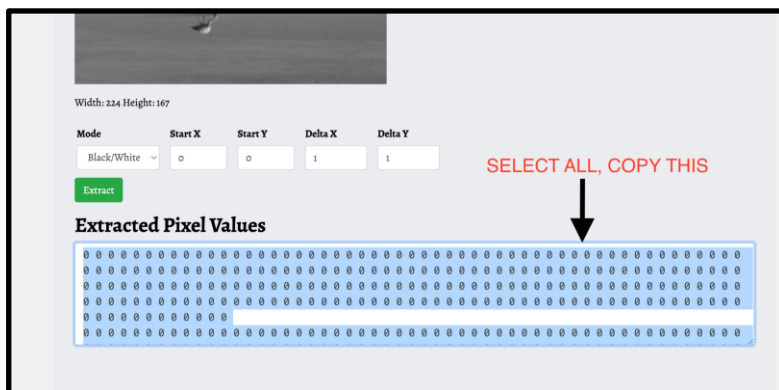 Width: 224 Height: 167
Mode Start X Start Y Delta X Delta Y
Black/White 0 0 1 1
SELECT ALL, COPY THIS
Extract
Extracted Pixel Values
0 0 0 0 0 0 0 0 0 0 0 0 0 0 0 0 0 0 0 0 0 0 0 0 0 0 0 0 0 0 0 0 0 0 0 0 0 0 0 0 0 0 0 0 0 0 0 0 0 0 0 0 0
0 0 0 0 0 0 0 0 0 0 0 0 0 0 0 0 0 0 0 0 0 0 0 0 0 0 0 0 0 0 0 0 0 0 0 0 0 0 0 0 0 0 0 0 0 0 0 0 0 0 0 0 0
0 0 0 0 0 0 0 0 0 0 0 0 0 0 0 0 0 0 0 0 0 0 0 0 0 0 0 0 0 0 0 0 0 0 0 0 0 0 0 0 0 0 0 0 0 0 0 0 0 0 0 0 0
0 0 0 0 0 0 0 0 0 0 0 0 0 0 0 0 0 0 0 0 0 0 0 0 0 0 0 0 0 0 0 0 0 0 0 0 0 0 0 0 0 0 0 0 0 0 0 0 0 0 0 0 0
0 0 0 0 0 0 0 0 0 0 0 0
0 0 0 0 0 0 0 0 0 0 0 0 0 0 0 0 0 0 0 0 0 0 0 0 0 0 0 0 0 0 0 0 0 0 0 0 0 0 0 0 0 0 0 0 0 0 0 0 0 0 0 0 0